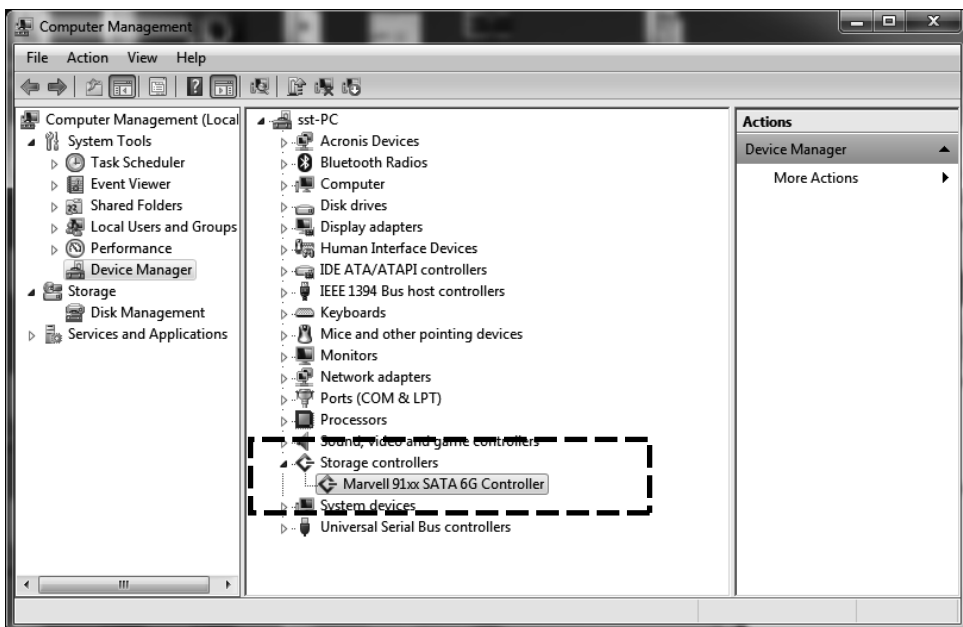 Computer Management
File Action View Help
Computer Management (Local
System Tools
Task Scheduler
Event Viewer
Shared Folders
Local Users and Groups
Performance
Device Manager
Storage
Disk Management
Services and Applications
sst-PC
Acronis Devices
Bluetooth Radios
Computer
Disk drives
Display adapters
Human Interface Devices
IDE ATA/ATAPI controllers
IEEE 1394 Bus host controllers
Keyboards
Mice and other pointing devices
Monitors
Network adapters
Ports (COM & LPT)
Processors
Sound, video and game controllers
Storage controllers
Marvell 91xx SATA 6G Controller
System devices
Universal Serial Bus controllers
Actions
Device Manager
More Actions